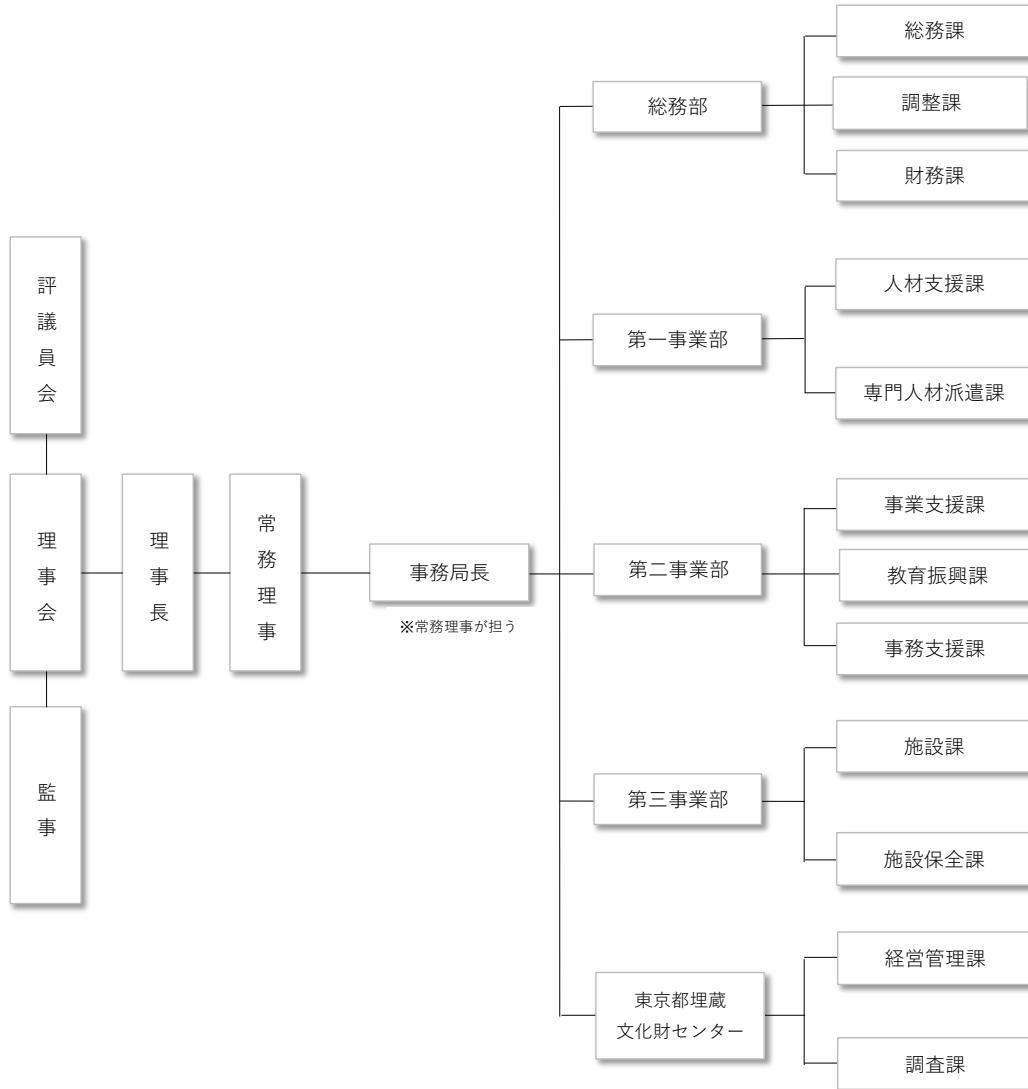 評議員会
理事会
監事
理事長
常務理事
事務局長
※常務理事が担う
総務部
総務課
調整課
財務課
第一事業部
人材支援課
専門人材派遣課
第二事業部
事業支援課
教育振興課
事務支援課
第三事業部
施設課
施設保全課
東京都埋蔵
文化財センター
経営管理課
調査課